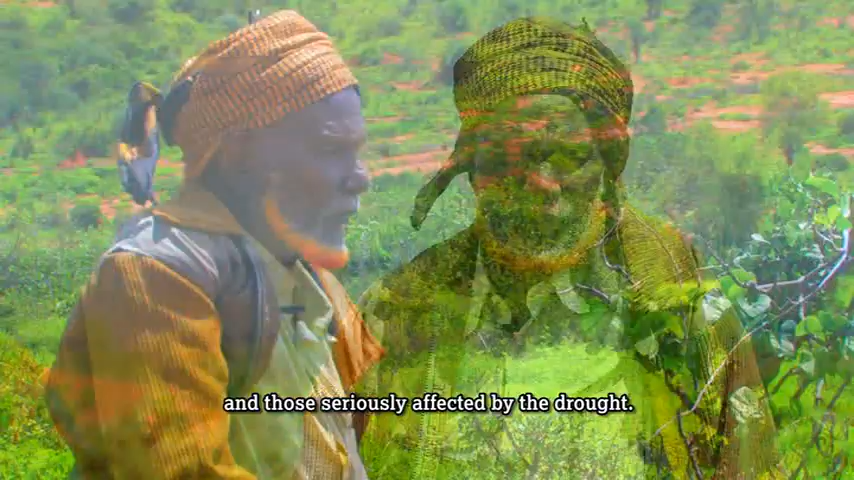 and those seriously affected by the drought.